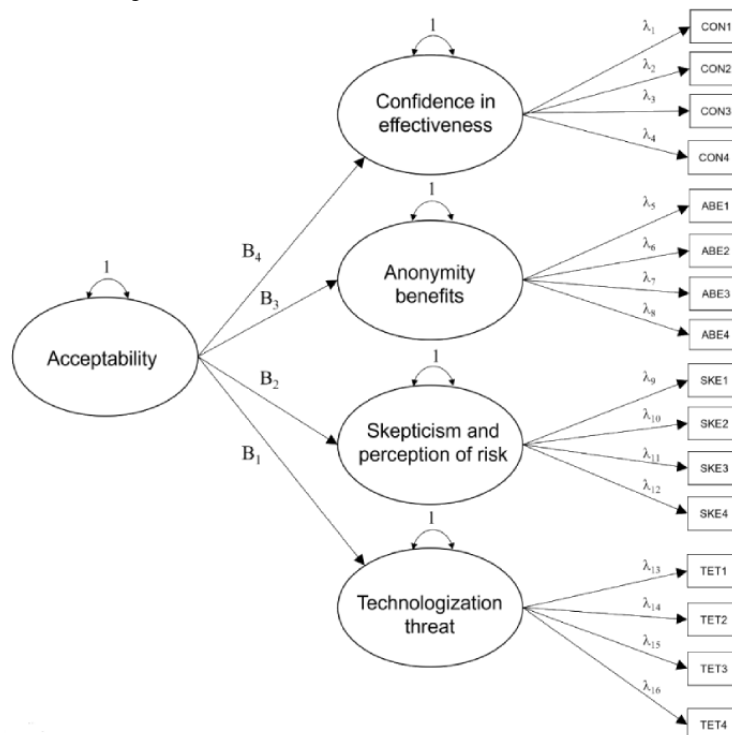 1
λ₁
CON1
λ₂
CON2
Confidence in
effectiveness
λ₃
CON3
λ₄
CON4
1
λ₅
ABE1
B₄
λ₆
ABE2
1
B₃
Anonymity
benefits
λ₇
ABE3
λ₈
ABE4
Acceptability
1
B₂
λ₉
SKE1
λ₁₀
SKE2
Skepticism and
perception of risk
B₁
λ₁₁
SKE3
λ₁₂
SKE4
1
λ₁₃
TET1
Technologization
threat
λ₁₄
TET2
λ₁₅
TET3
λ₁₆
TET4